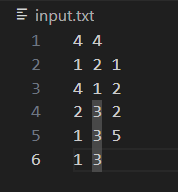 input.txt
1 4 4
2 1 2 1
3 4 1 2
4 2 3 2
5 1 3 5
6 1 3